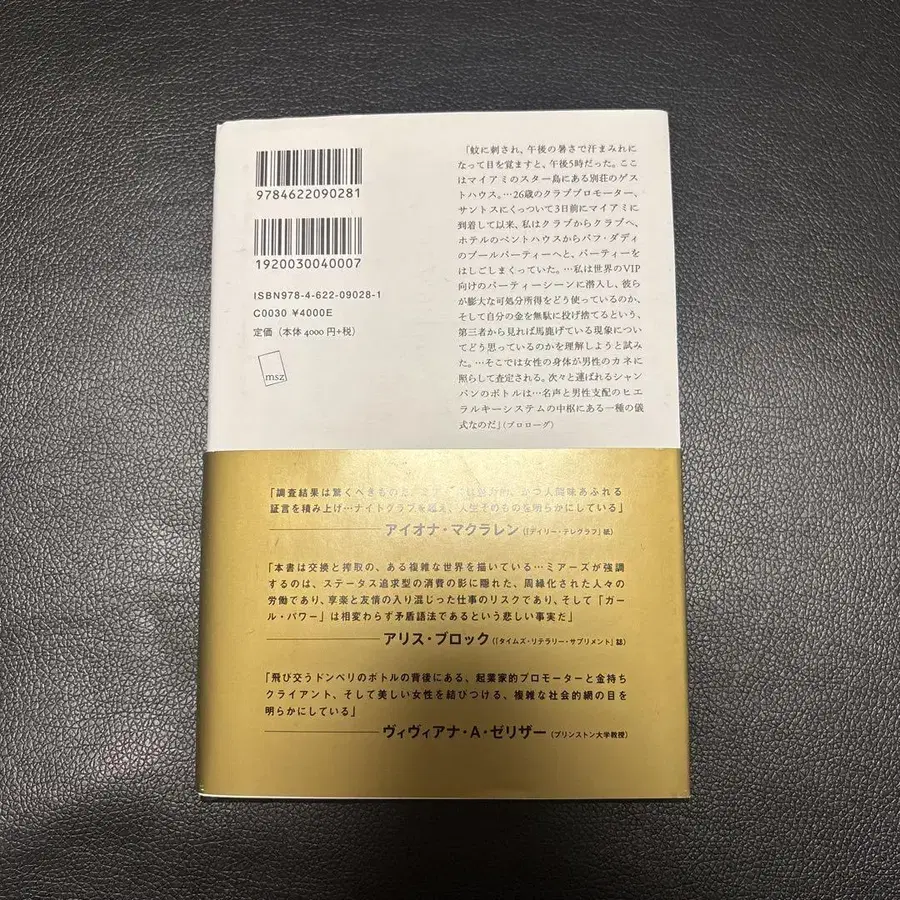 9784622090281
1920030040007
ISBN978-4-622-09028-1
C0030 ¥4000E
定価（本体4000円+税）
msz
「蚊に刺され、午後の暑さで汗まみれに
なって目を覚ますと、午後5時だった。ここ
はマイアミのスター島にある別荘のゲス
トハウス。…26歳のクラブプロモーター、
サントスにくっついて3日前にマイアミに
到着して以来、私はクラブからクラブへ、
ホテルのペントハウスからパフ・ダディ
のプールパーティーへと、パーティーを
はしごしまくっていた。…私は世界のVIP
向けのパーティーシーンに潜入し、彼ら
が膨大な可処分所得をどう使っているのか、
そして自分の金を無駄に投げ捨てるという、
第三者から見れば馬鹿げている現象につい
てどう思っているのかを理解しようと試み
た。…そこでは女性の身体が男性のカネに
照らして査定される。次々と運ばれるシャン
パンのボトルは…名声と男性支配のヒエ
ラルキーシステムの中枢にある一種の儀
式なのだ」（プロローグ）
「調査結果は驚くべきものだ。ミアーズは魅力的、かつ人間味あふれる
証言を積み上げ…ナイトクラブを越え、人生そのものを明らかにしている」
アイオナ・マクラレン（『デイリー・テレグラフ』紙）
「本書は交換と搾取の、ある複雑な世界を描いている…ミアーズが強調
するのは、ステータス追求型の消費の影に隠れた、周縁化された人々の
労働であり、享楽と友情の入り混じった仕事のリスクであり、そして「ガー
ル・パワー」は相変わらず矛盾語法であるという悲しい事実だ」
アリス・ブロック（『タイムズ・リテラリー・サプリメント』誌）
「飛び交うドンペリのボトルの背後にある、起業家的プロモーターと金持ち
クライアント、そして美しい女性を結びつける、複雑な社会的網の目を
明らかにしている」
ヴィヴィアナ・A・ゼリザー（プリンストン大学教授）